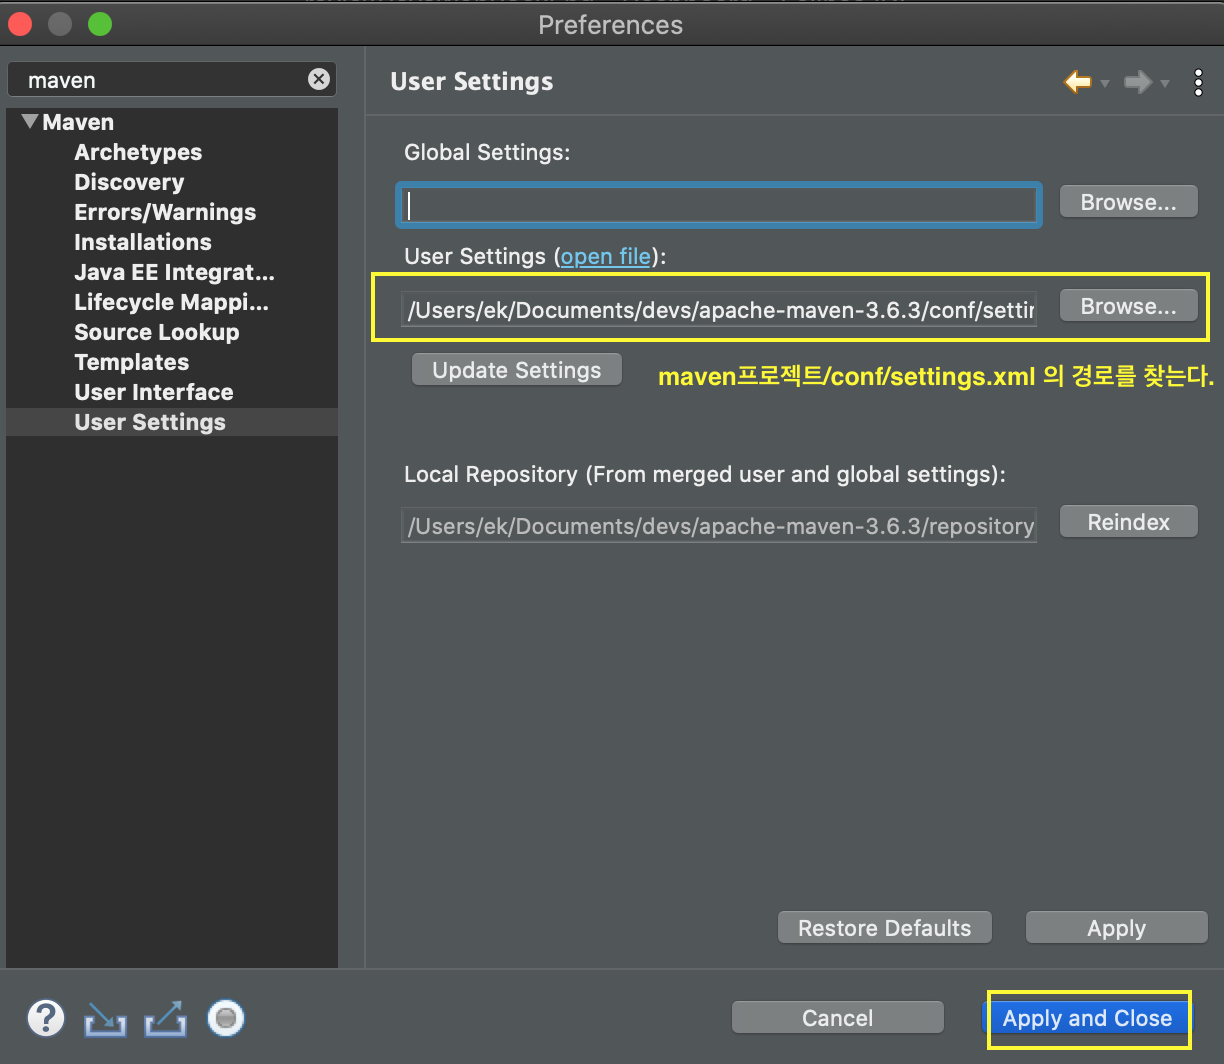 Preferences
maven
Maven
Archetypes
Discovery
Errors/Warnings
Installations
Java EE Integrat...
Lifecycle Mappi...
Source Lookup
Templates
User Interface
User Settings
User Settings
Global Settings:
Browse...
User Settings (open file):
/Users/ek/Documents/devs/apache-maven-3.6.3/conf/settin
Browse...
Update Settings
maven프로젝트/conf/settings.xml 의 경로를 찾는다.
Local Repository (From merged user and global settings):
/Users/ek/Documents/devs/apache-maven-3.6.3/repository
Reindex
Restore Defaults
Apply
?
Cancel
Apply and Close